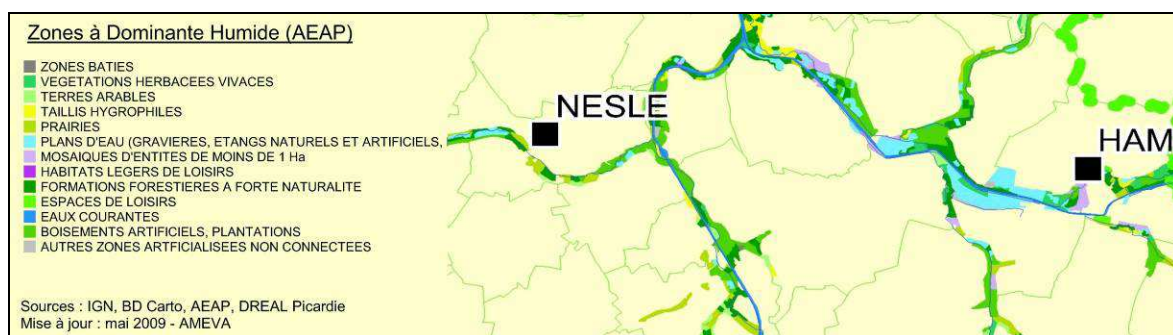 Zones à Dominante Humide (AEAP)
ZONES BATIES
VEGETATIONS HERBACEES VIVACES
TERRES ARABLES
TAILLIS HYGROPHILES
PRAIRIES
PLANS D'EAU (GRAVIERES, ETANGS NATURELS ET ARTIFICIELS,
MOSAIQUES D'ENTITES DE MOINS DE 1 Ha
HABITATS LEGERS DE LOISIRS
FORMATIONS FORESTIERES A FORTE NATURALITE
ESPACES DE LOISIRS
EAUX COURANTES
BOISEMENTS ARTIFICIELS, PLANTATIONS
AUTRES ZONES ARTFICIALISEES NON CONNECTEES
Sources : IGN, BD Carto, AEAP, DREAL Picardie
Mise à jour : mai 2009 - AMEVA
NESLE
HAM